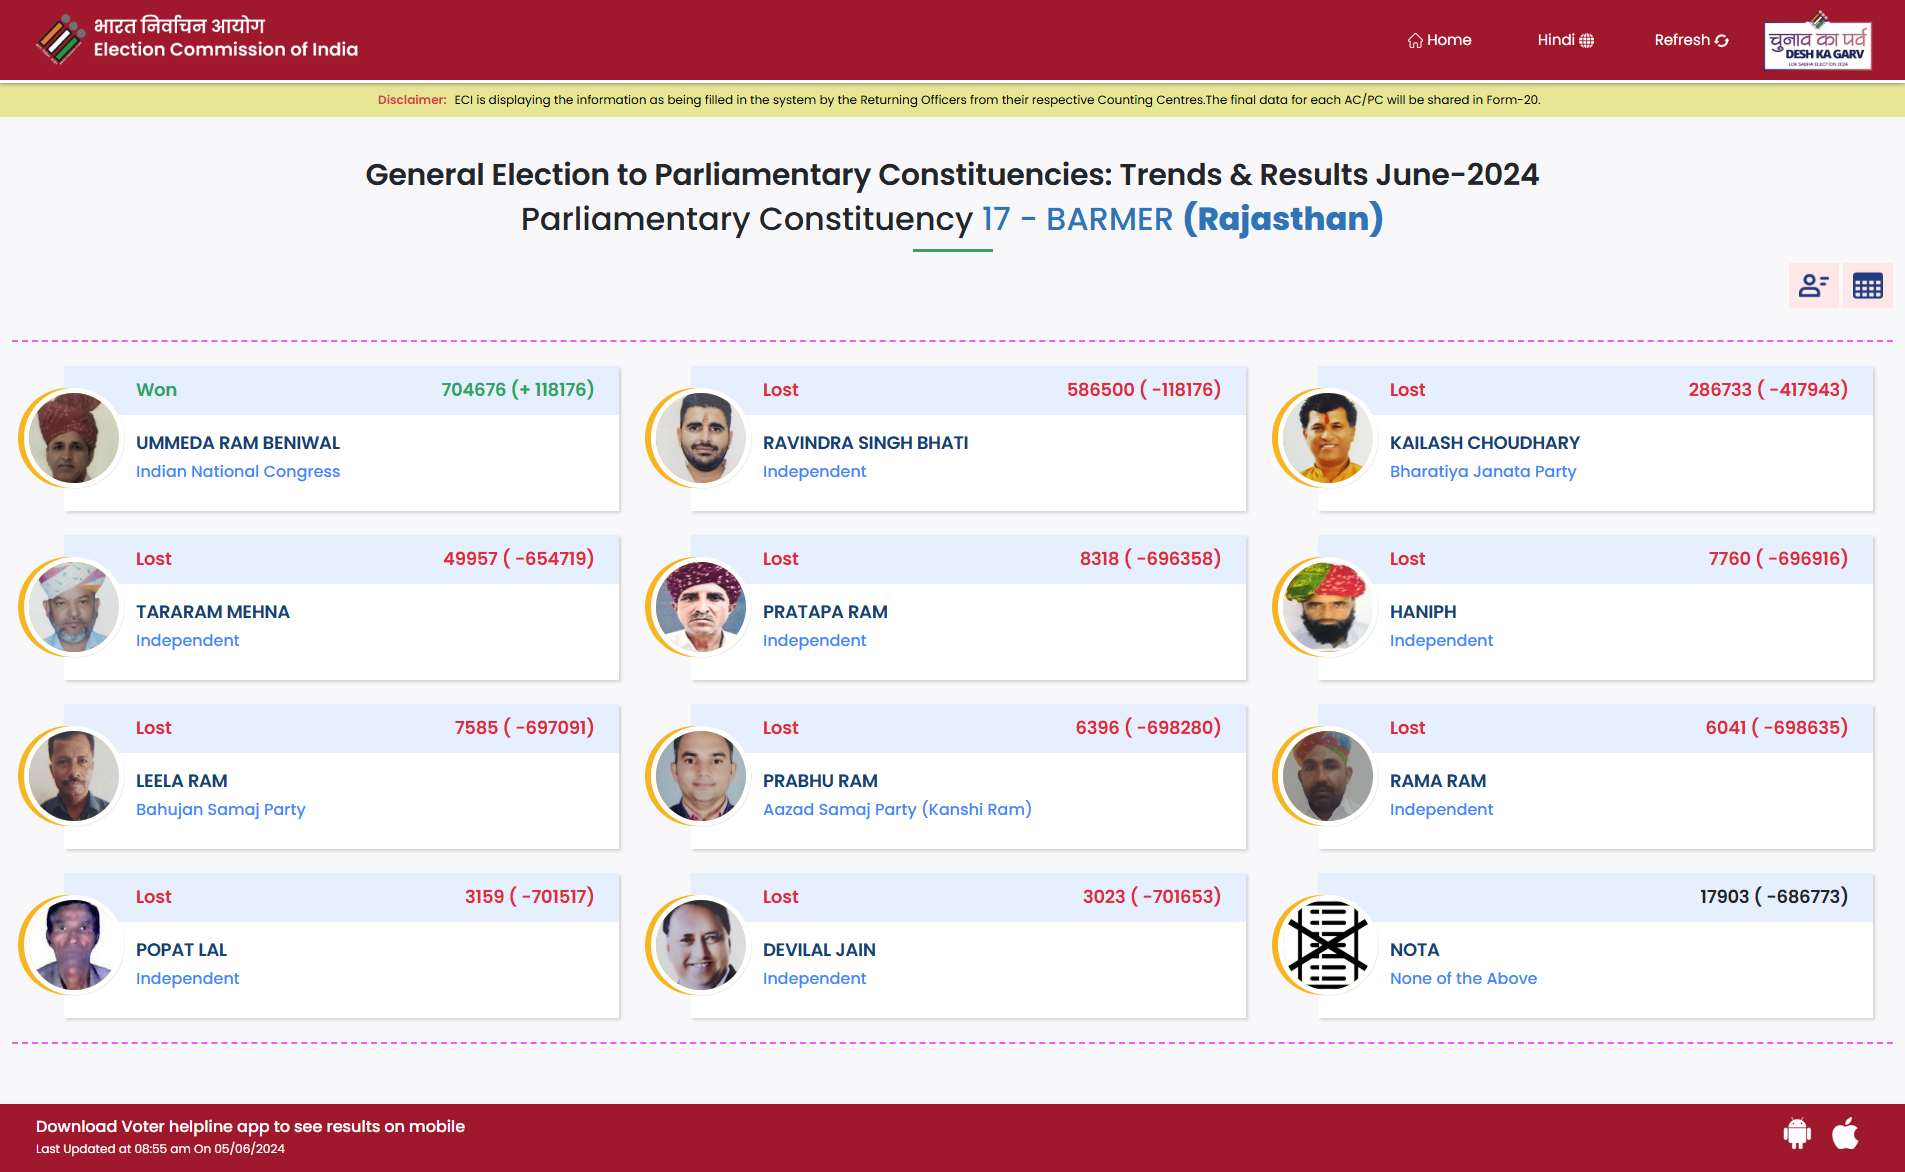 भारत निर्वाचन आयोग
Election Commission of India
Home
Hindi
Refresh
चुनाव का पर्व
DESH KA GARV
LOK SABHA ELECTION 2024
Disclaimer: ECI is displaying the information as being filled in the system by the Returning Officers from their respective Counting Centres.The final data for each AC/PC will be shared in Form-20.
General Election to Parliamentary Constituencies: Trends & Results June-2024
Parliamentary Constituency 17 - BARMER (Rajasthan)
Won 704676 (+ 118176)
UMMEDA RAM BENIWAL
Indian National Congress
Lost 586500 ( -118176)
RAVINDRA SINGH BHATI
Independent
Lost 286733 ( -417943)
KAILASH CHOUDHARY
Bharatiya Janata Party
Lost 49957 ( -654719)
TARARAM MEHNA
Independent
Lost 8318 ( -696358)
PRATAPA RAM
Independent
Lost 7760 ( -696916)
HANIPH
Independent
Lost 7585 ( -697091)
LEELA RAM
Bahujan Samaj Party
Lost 6396 ( -698280)
PRABHU RAM
Aazad Samaj Party (Kanshi Ram)
Lost 6041 ( -698635)
RAMA RAM
Independent
Lost 3159 ( -701517)
POPAT LAL
Independent
Lost 3023 ( -701653)
DEVILAL JAIN
Independent
17903 ( -686773)
NOTA
None of the Above
Download Voter helpline app to see results on mobile
Last Updated at 08:55 am On 05/06/2024